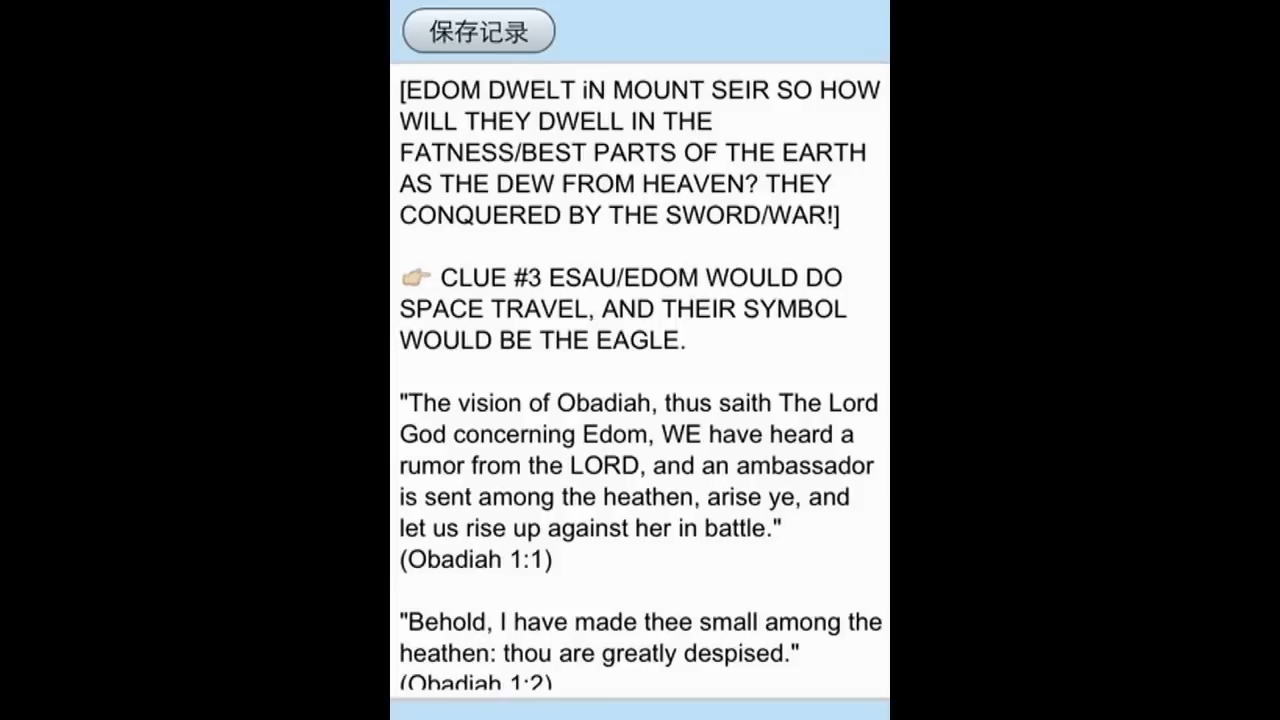 保存记录
[EDOM DWELT iN MOUNT SEIR SO HOW
WILL THEY DWELL IN THE
FATNESS/BEST PARTS OF THE EARTH
AS THE DEW FROM HEAVEN? THEY
CONQUERED BY THE SWORD/WAR!]
👉🏼 CLUE #3 ESAU/EDOM WOULD DO
SPACE TRAVEL, AND THEIR SYMBOL
WOULD BE THE EAGLE.
"The vision of Obadiah, thus saith The Lord
God concerning Edom, WE have heard a
rumor from the LORD, and an ambassador
is sent among the heathen, arise ye, and
let us rise up against her in battle."
(Obadiah 1:1)
"Behold, I have made thee small among the
heathen: thou are greatly despised."
(Obadiah 1:2)